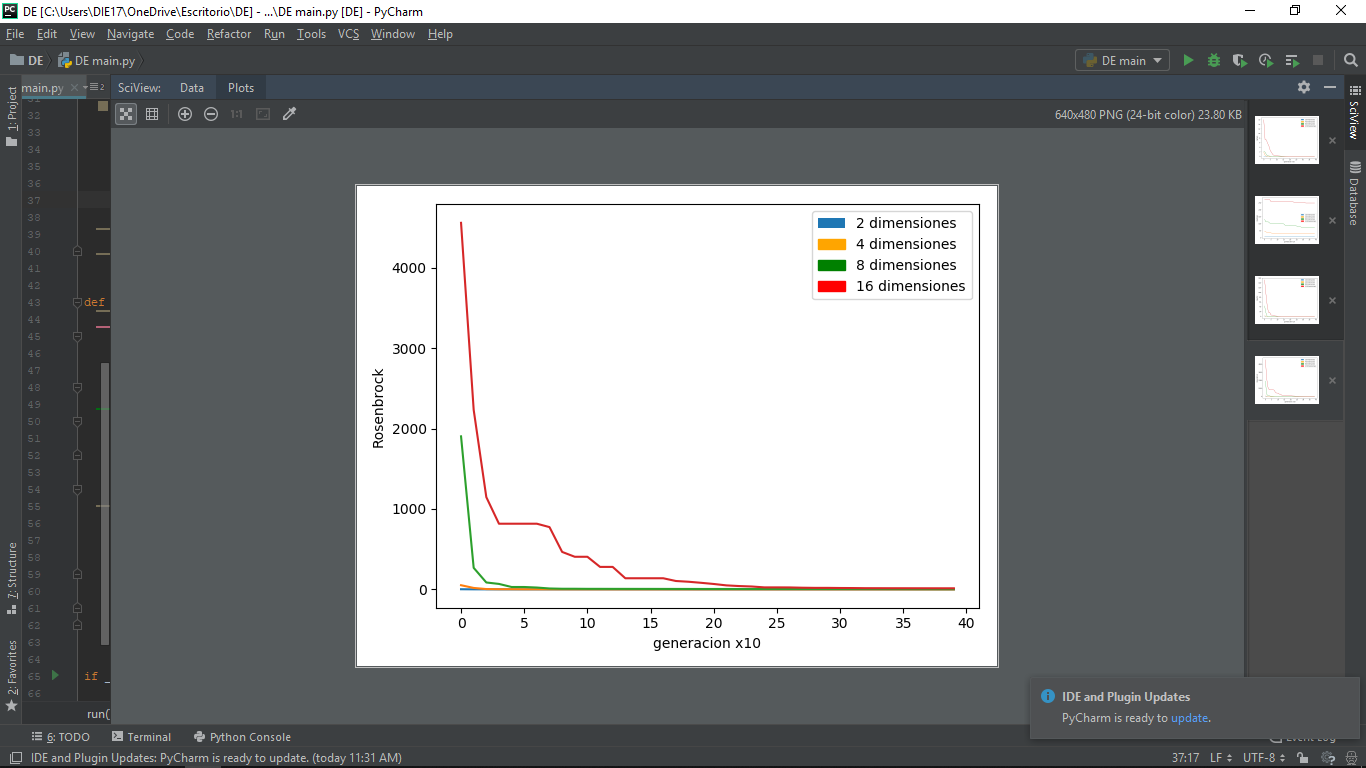 DE [C:\Users\DIE17\OneDrive\Escritorio\DE] - ...\DE main.py [DE] - PyCharm
File Edit View Navigate Code Refactor Run Tools VCS Window Help
DE DE main.py DE main
main.py 2 SciView: Data Plots
1:1 640x480 PNG (24-bit color) 23.80 KB
1: Project
7: Structure
2: Favorites
32
33
34
35
36
37
38
39
40
41
42
43 def
44
45
46
47
48
49
50
51
52
53
54
55
56
57
58
59
60
61
62
63
64
65 if _
66
run(
2 dimensiones
4 dimensiones
8 dimensiones
16 dimensiones
4000
3000
2000
1000
0
Rosenbrock
0 5 10 15 20 25 30 35 40
generacion x10
SciView
Database
IDE and Plugin Updates
PyCharm is ready to update.
6: TODO Terminal Python Console Event Log
IDE and Plugin Updates: PyCharm is ready to update. (today 11:31 AM) 37:17 LF UTF-8